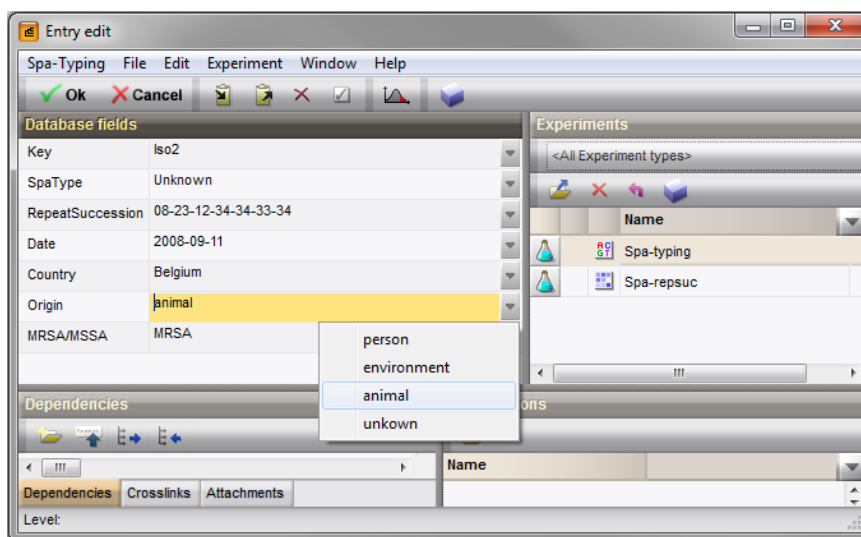 Entry edit
Spa-Typing File Edit Experiment Window Help
Ok Cancel
Database fields
Key Iso2
SpaType Unknown
RepeatSuccession 08-23-12-34-34-33-34
Date 2008-09-11
Country Belgium
Origin animal
MRSA/MSSA MRSA
person
environment
animal
unkown
Experiments
<All Experiment types>
Name
Spa-typing
Spa-repsuc
Dependencies
Dependencies Crosslinks Attachments
ons
Name
Level: